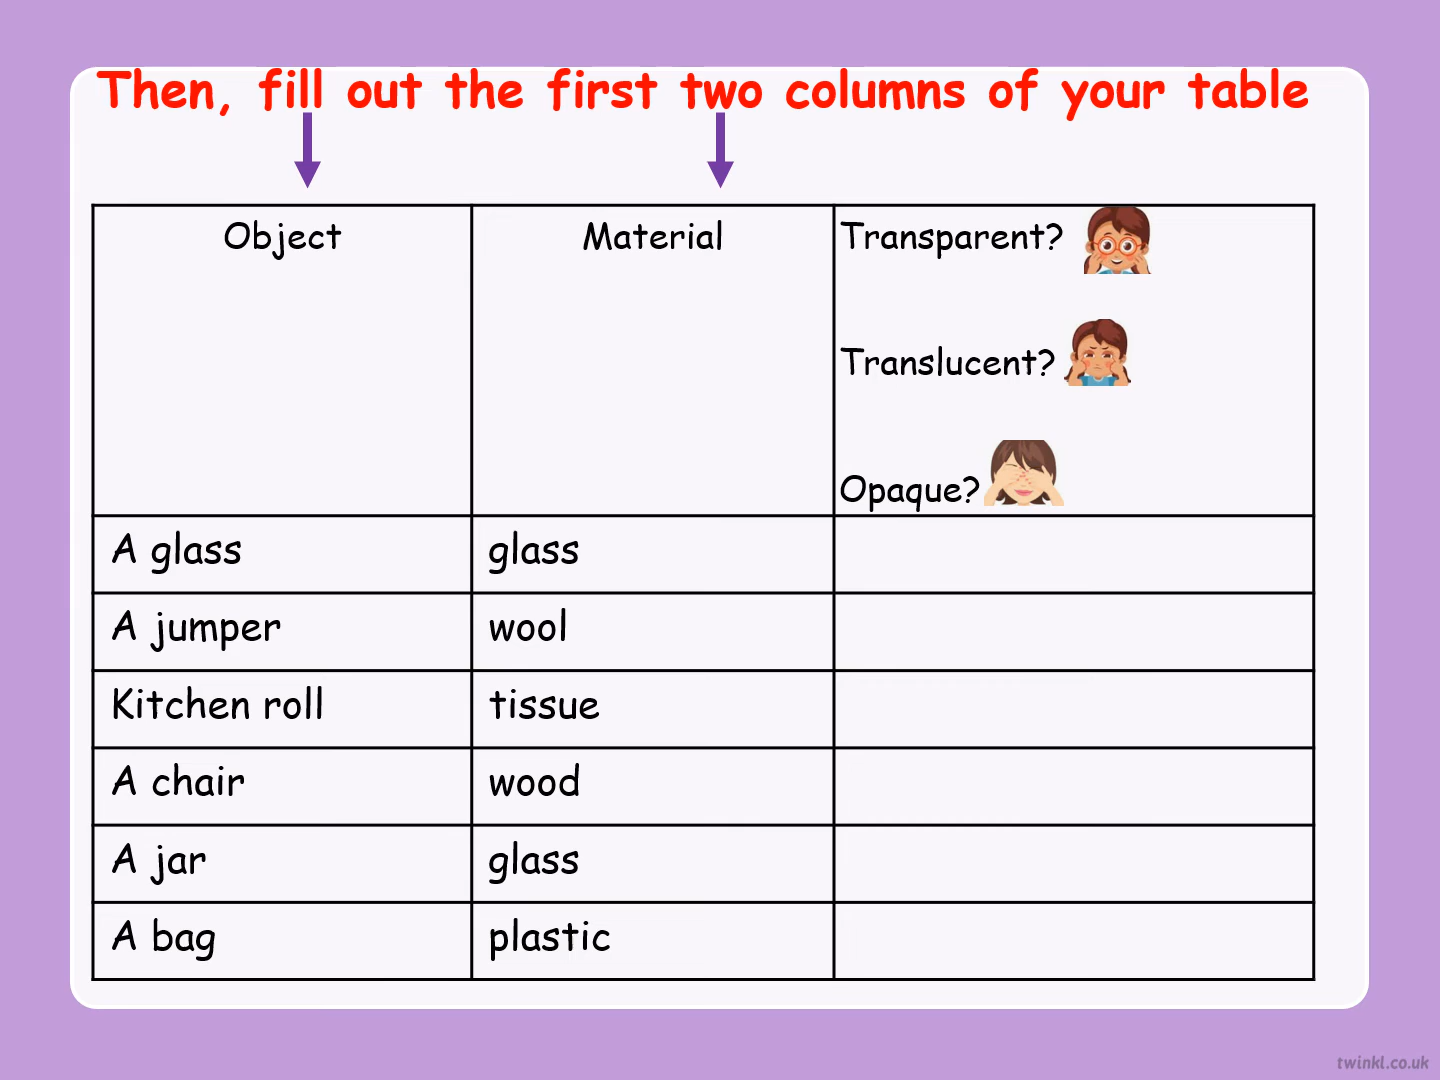 Then, fill out the first two columns of your table
Object
Material
Transparent?
Translucent?
Opaque?
A glass
glass
A jumper
wool
Kitchen roll
tissue
A chair
wood
A jar
glass
A bag
plastic
twinkl.co.uk